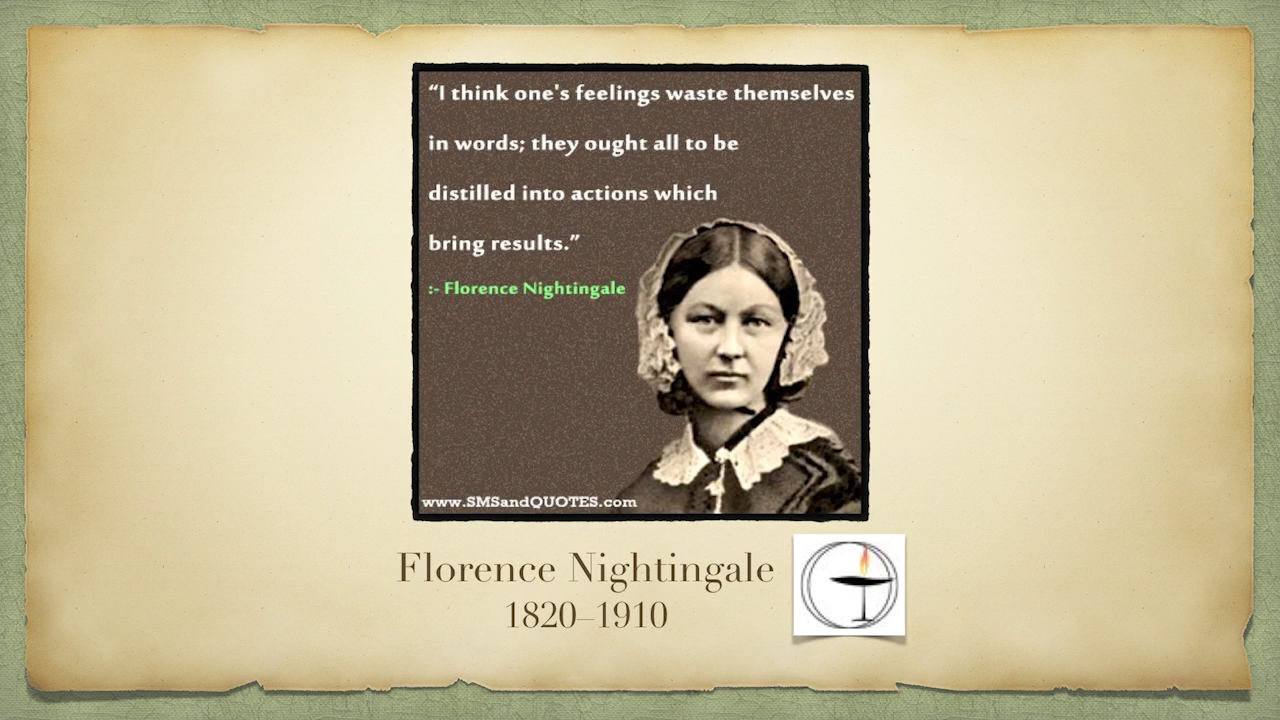 “I think one's feelings waste themselves
in words; they ought all to be
distilled into actions which
bring results.”
:- Florence Nightingale
www.SMSandQUOTES.com
Florence Nightingale
1820–1910